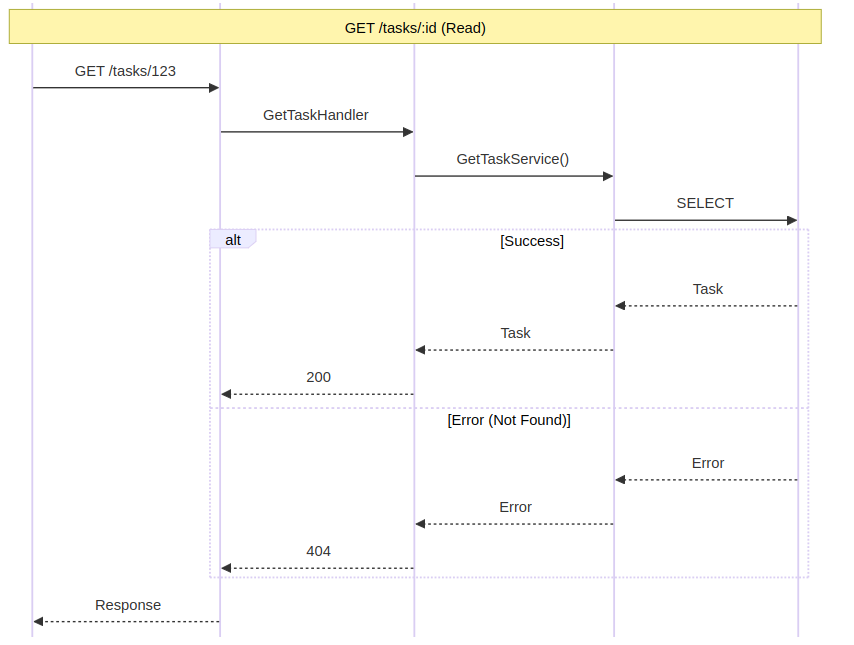 GET /tasks/:id (Read)
GET /tasks/123
GetTaskHandler
GetTaskService()
SELECT
alt
[Success]
Task
Task
200
[Error (Not Found)]
Error
Error
404
Response